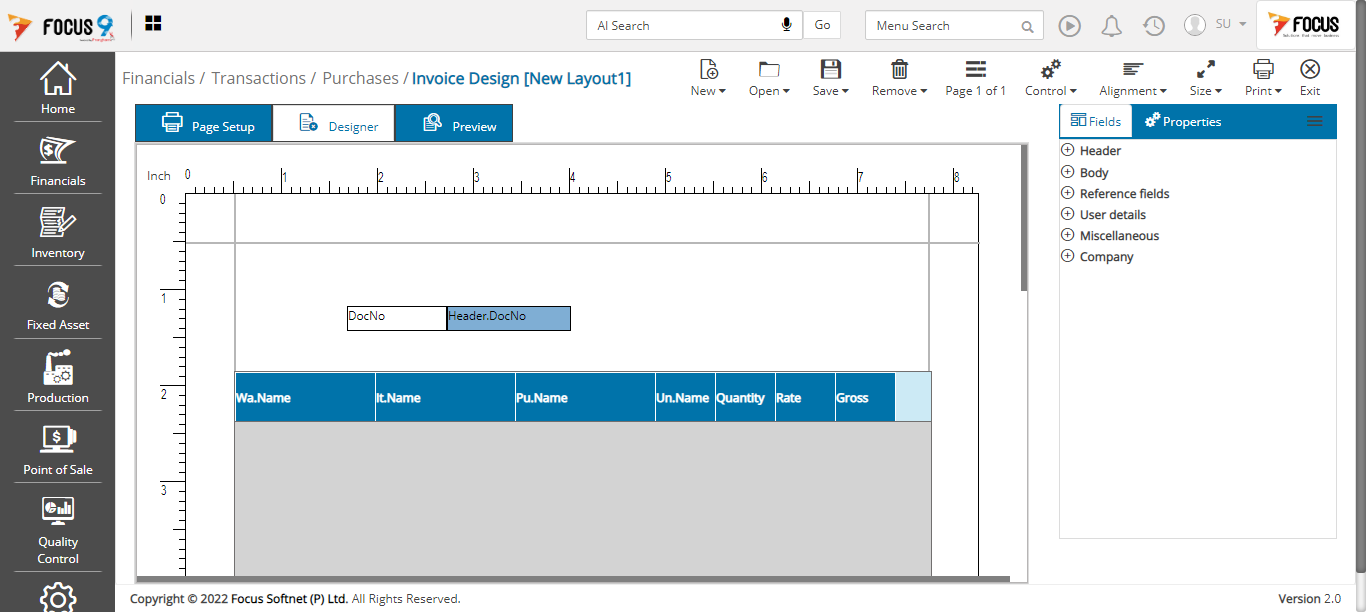 FOCUS 9
AI Search
Go
Menu Search
SU
FOCUS
Home
Financials
Inventory
Fixed Asset
Production
Point of Sale
Quality
Control
Financials / Transactions / Purchases / Invoice Design [New Layout1]
New
Open
Save
Remove
Page 1 of 1
Control
Alignment
Size
Print
Exit
Page Setup
Designer
Preview
Inch
0 1 2 3 4 5 6 7 8
0
1
2
3
DocNo
Header.DocNo
Wa.Name It.Name Pu.Name Un.Name Quantity Rate Gross
Fields
Properties
Header
Body
Reference fields
User details
Miscellaneous
Company
Copyright © 2022 Focus Softnet (P) Ltd. All Rights Reserved.
Version 2.0